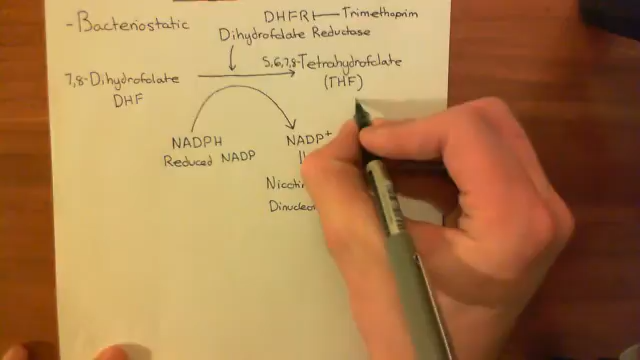 - Bacteriostatic
DHFR Trimethoprim
Dihydrofolate Reductase
7,8-Dihydrofolate
DHF
5,6,7,8-Tetrahydrofolate
(THF)
NADPH
Reduced NADP
NADP+